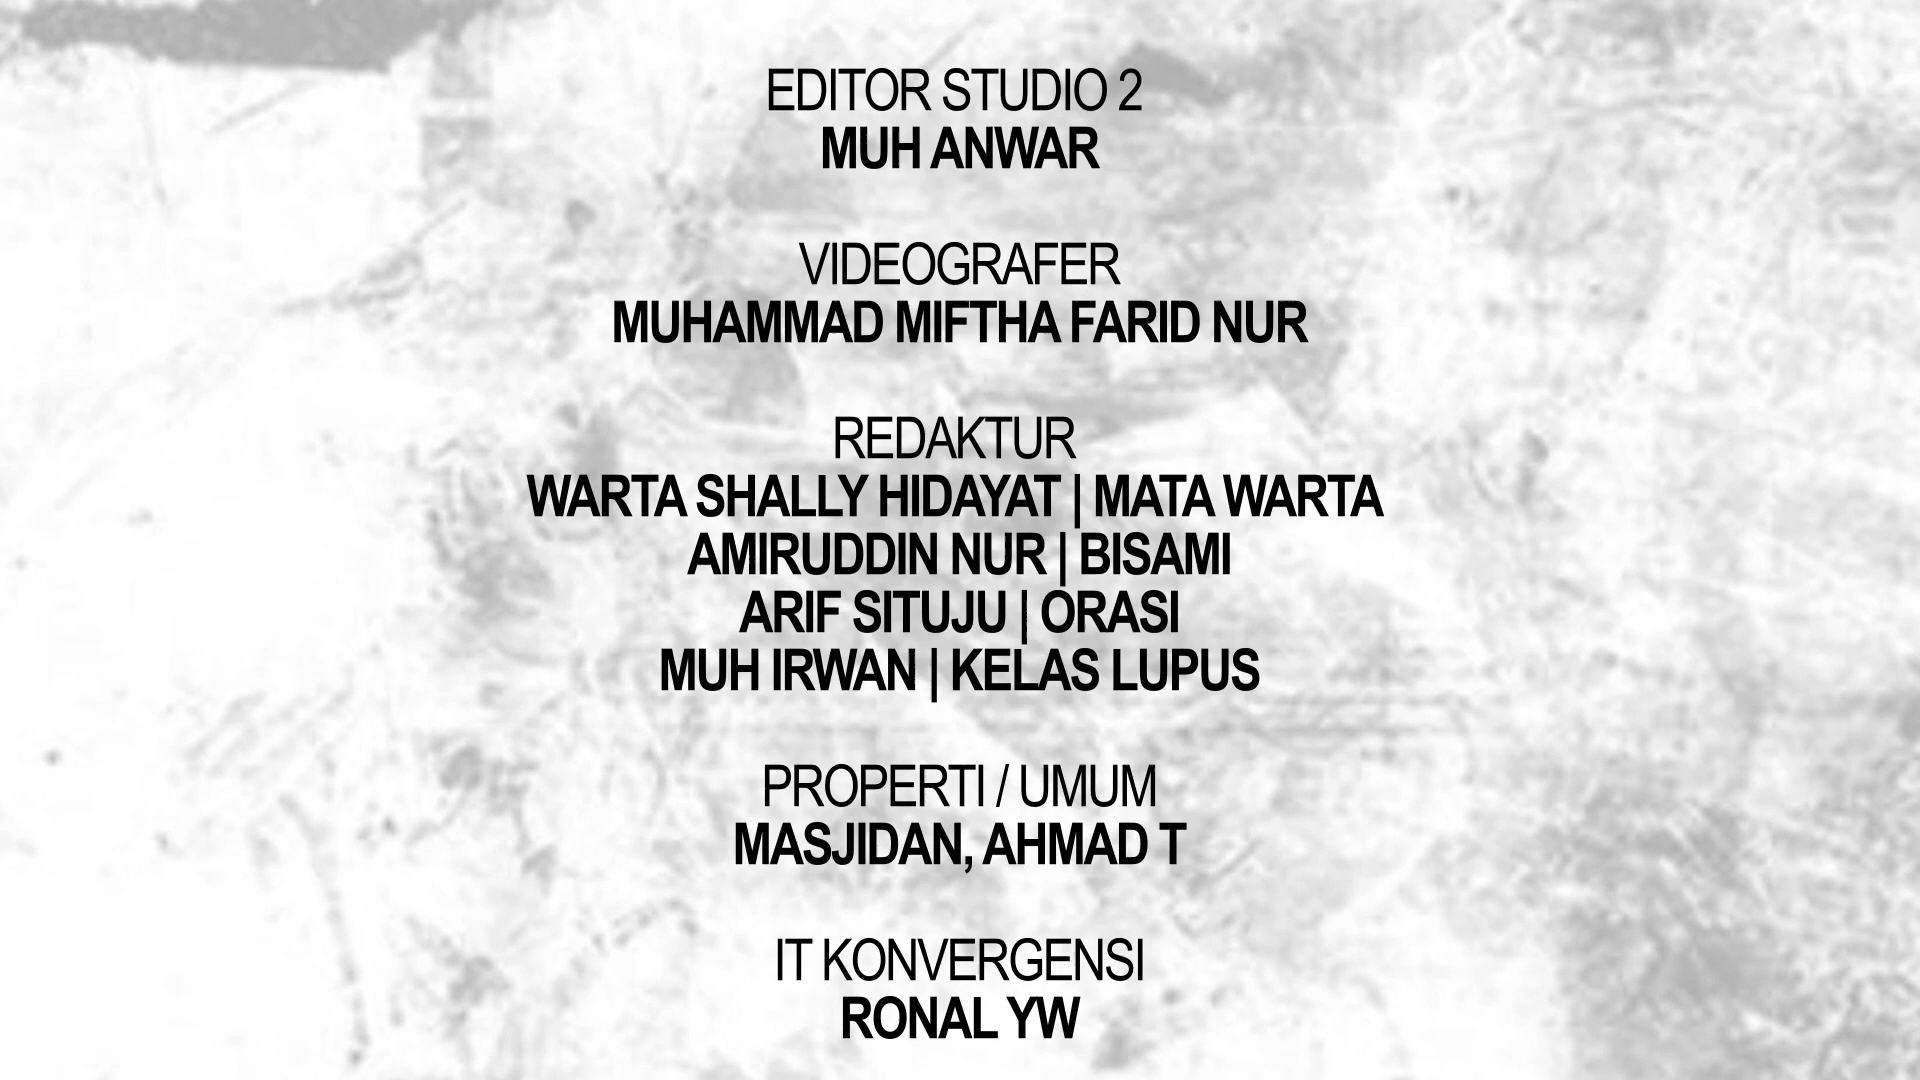 EDITOR STUDIO 2
MUH ANWAR
VIDEOGRAFER
MUHAMMAD MIFTHA FARID NUR
REDAKTUR
WARTA SHALLY HIDAYAT | MATA WARTA
AMIRUDDIN NUR | BISAMI
ARIF SITUJU | ORASI
MUH IRWAN | KELAS LUPUS
PROPERTI / UMUM
MASJIDAN, AHMAD T
IT KONVERGENSI
RONAL YW